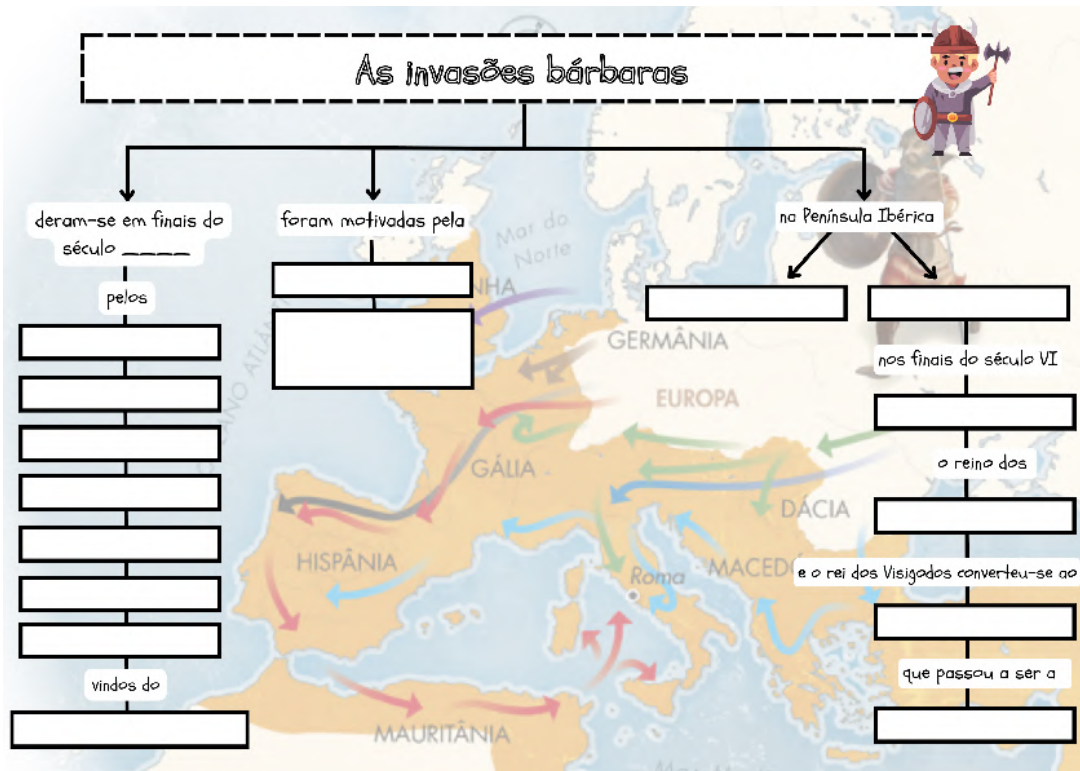 As invasões bárbaras
deram-se em finais do
século ____
pelos
vindos do
foram motivadas pela
na Península Ibérica
nos finais do século VI
o reino dos
e o rei dos Visigodos converteu-se ao
que passou a ser a
Mar do
Norte
NHA
GERMÂNIA
EUROPA
GÁLIA
DÁCIA
HISPÂNIA
Roma
MACED
MAURITÂNIA